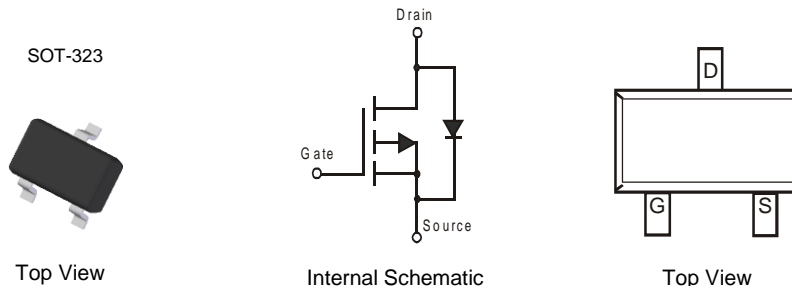 SOT-323
Top View
Drain
Gate
Source
Internal Schematic
D
G
S
Top View